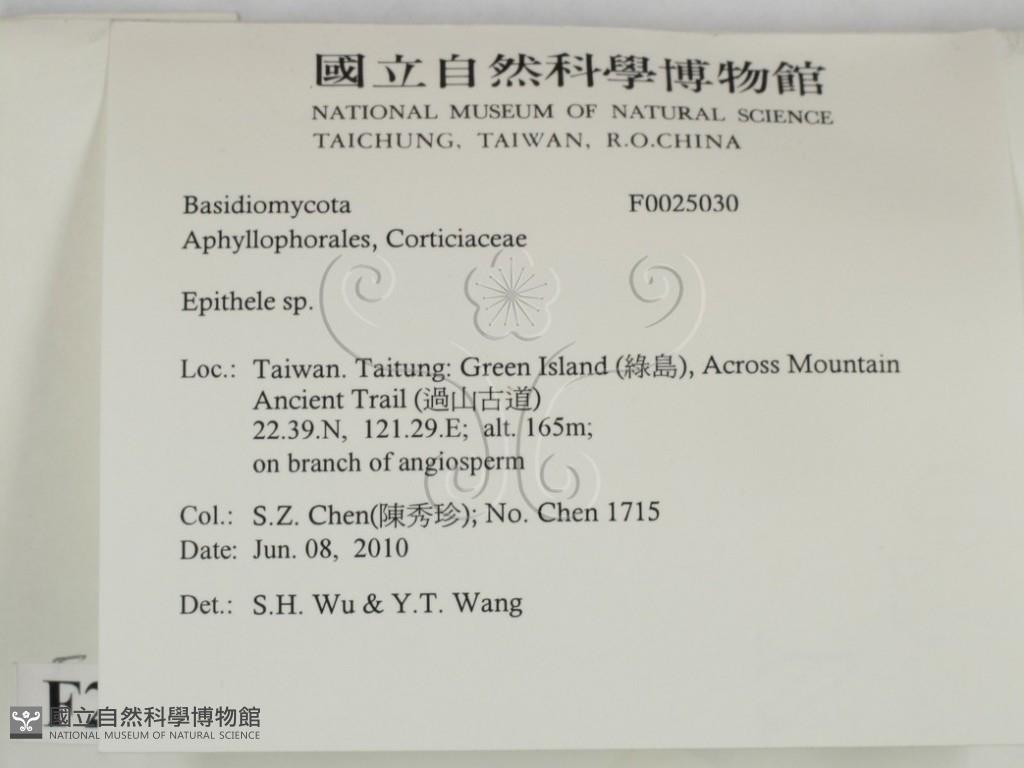 國立自然科學博物館
NATIONAL MUSEUM OF NATURAL SCIENCE
TAICHUNG, TAIWAN, R.O.CHINA
Basidiomycota F0025030
Aphyllophorales, Corticiaceae
Epithele sp.
Loc.: Taiwan. Taitung: Green Island (綠島), Across Mountain
Ancient Trail (過山古道)
22.39.N, 121.29.E; alt. 165m;
on branch of angiosperm
Col.: S.Z. Chen(陳秀珍); No. Chen 1715
Date: Jun. 08, 2010
Det.: S.H. Wu & Y.T. Wang
國立自然科學博物館
NATIONAL MUSEUM OF NATURAL SCIENCE